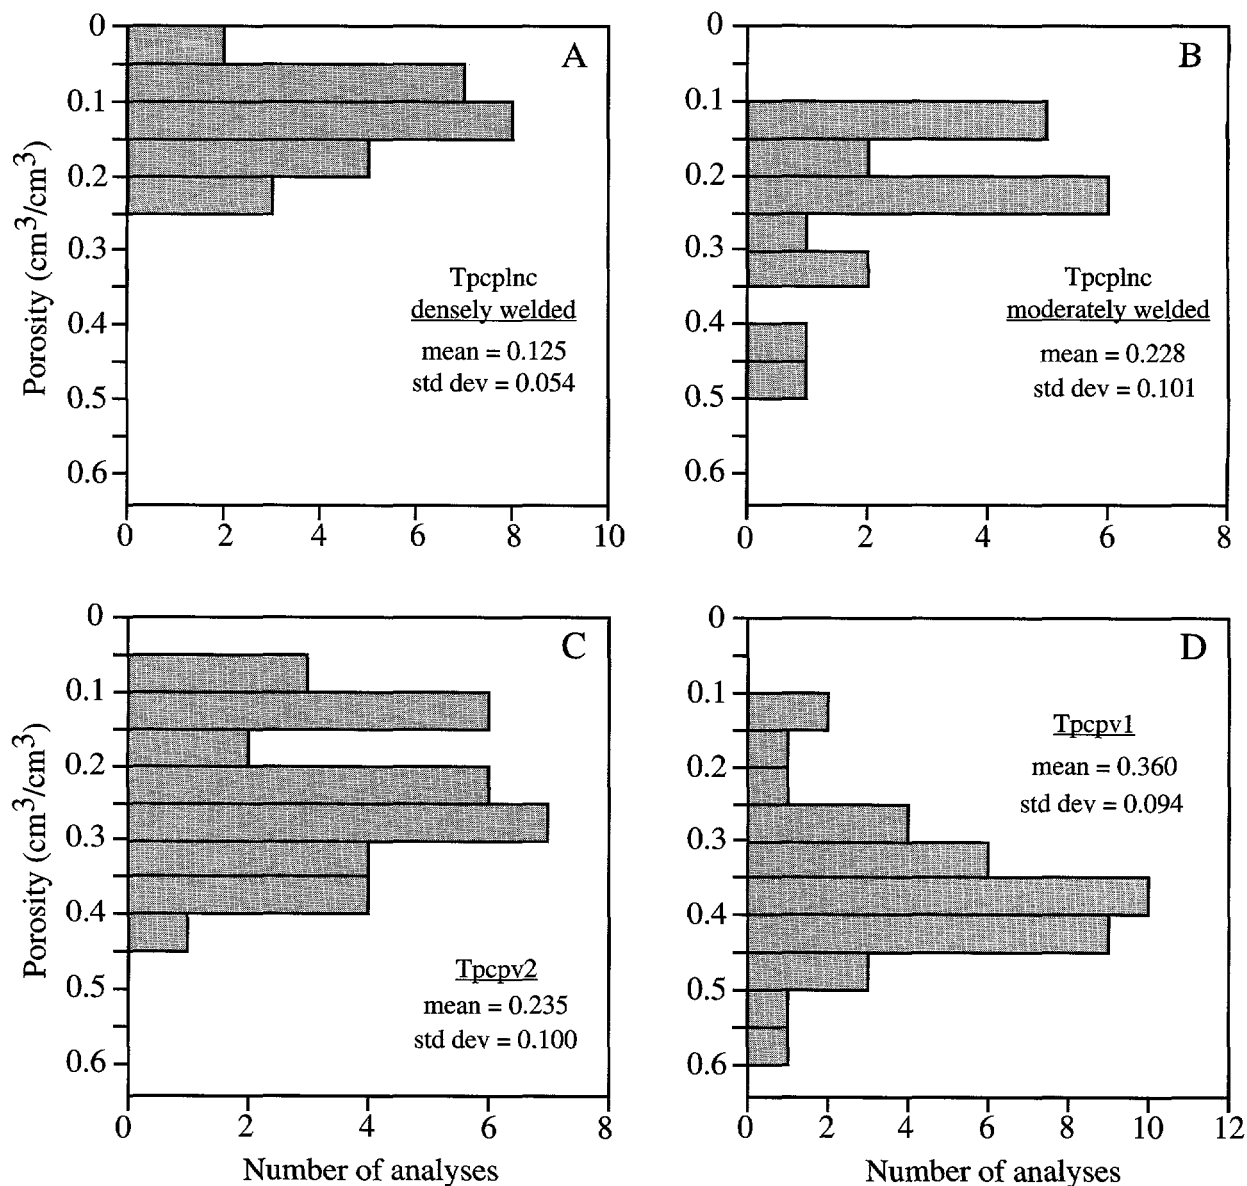 A
0
0.1
0.2
0.3
0.4
0.5
0.6
Porosity (cm³/cm³)
Tpcplnc
densely welded
mean = 0.125
std dev = 0.054
0 2 4 6 8 10
B
0
0.1
0.2
0.3
0.4
0.5
0.6
Tpcplnc
moderately welded
mean = 0.228
std dev = 0.101
0 2 4 6 8
C
0
0.1
0.2
0.3
0.4
0.5
0.6
Porosity (cm³/cm³)
Tpcpv2
mean = 0.235
std dev = 0.100
0 2 4 6 8
Number of analyses
D
0
0.1
0.2
0.3
0.4
0.5
0.6
Tpcpv1
mean = 0.360
std dev = 0.094
0 2 4 6 8 10 12
Number of analyses